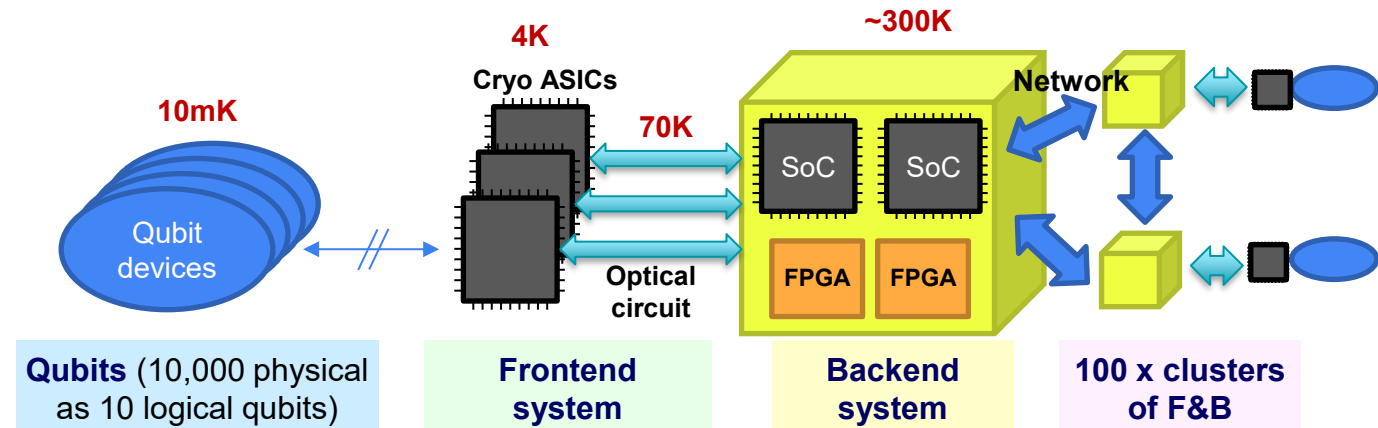 ~300K
4K
Cryo ASICs
Network
10mK
70K
SoC
SoC
Qubit
devices
FPGA
FPGA
Optical
circuit
Qubits (10,000 physical
as 10 logical qubits)
Frontend
system
Backend
system
100 x clusters
of F&B